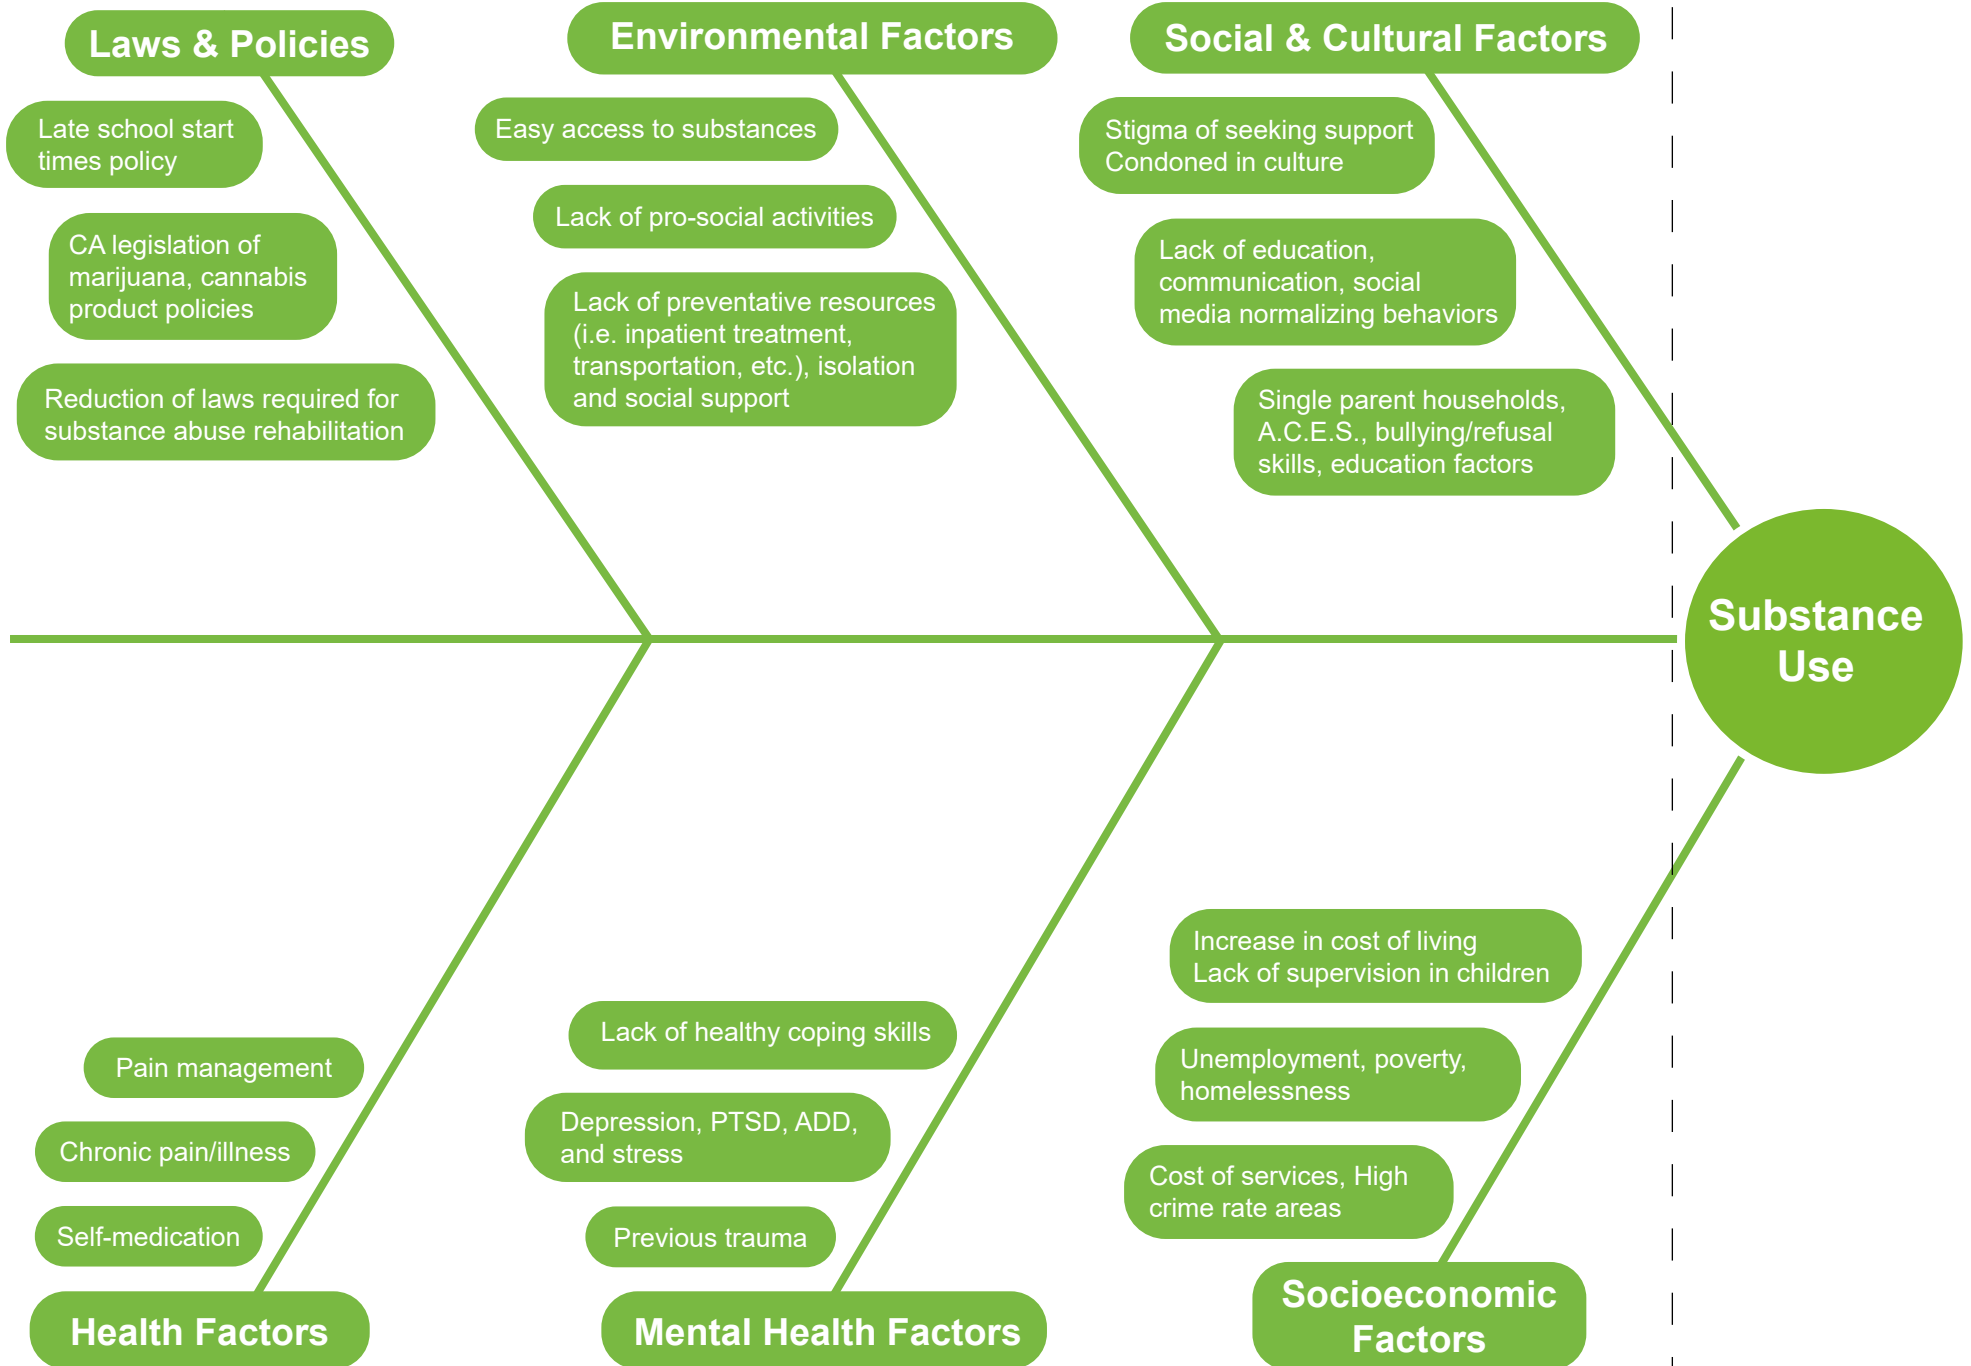 Laws & Policies
Late school start
times policy
CA legislation of
marijuana, cannabis
product policies
Reduction of laws required for
substance abuse rehabilitation
Environmental Factors
Easy access to substances
Lack of pro-social activities
Lack of preventative resources
(i.e. inpatient treatment,
transportation, etc.), isolation
and social support
Social & Cultural Factors
Stigma of seeking support
Condoned in culture
Lack of education,
communication, social
media normalizing behaviors
Single parent households,
A.C.E.S., bullying/refusal
skills, education factors
Substance
Use
Pain management
Chronic pain/illness
Self-medication
Health Factors
Lack of healthy coping skills
Depression, PTSD, ADD,
and stress
Previous trauma
Mental Health Factors
Increase in cost of living
Lack of supervision in children
Unemployment, poverty,
homelessness
Cost of services, High
crime rate areas
Socioeconomic
Factors